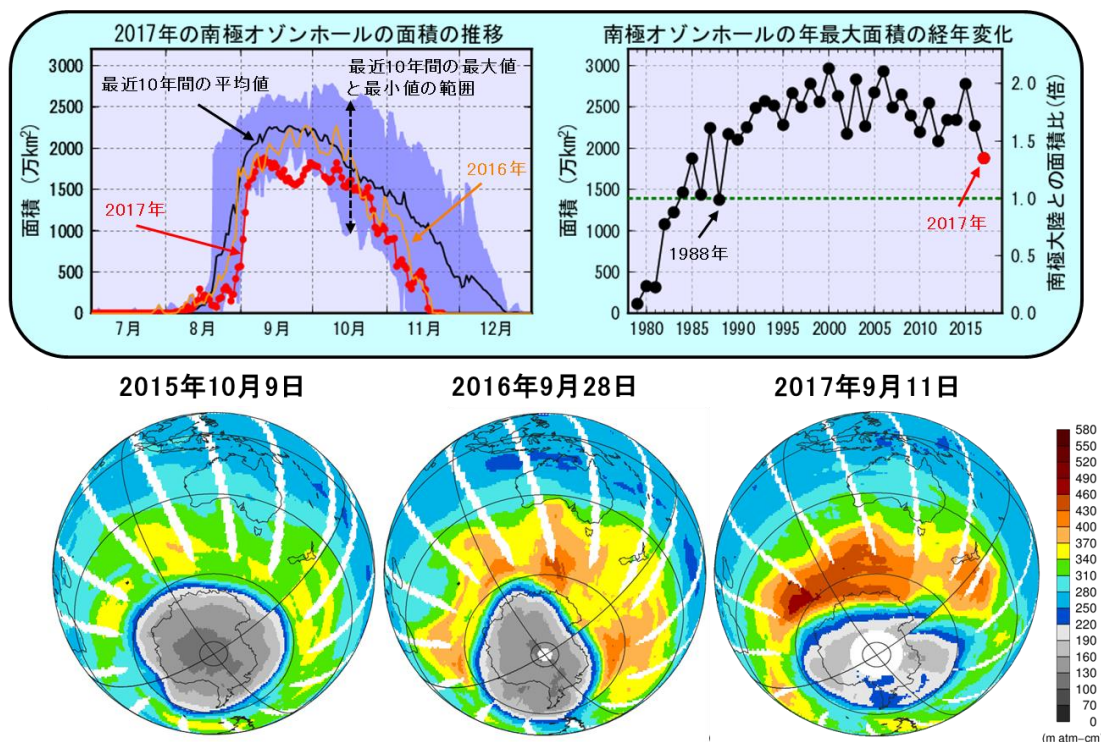 2017年の南極オゾンホールの面積の推移
3000
2500
2000
1500
1000
500
0
面積 (万km²)
最近10年間の平均値
最近10年間の最大値
と最小値の範囲
2016年
2017年
7月
8月
9月
10月
11月
12月
南極オゾンホールの年最大面積の経年変化
3000
2500
2000
1500
1000
500
0
面積 (万km²)
2.0
1.5
1.0
0.5
0.0
南極大陸との面積比(倍)
1988年
2017年
1980
1985
1990
1995
2000
2005
2010
2015
2015年10月9日
2016年9月28日
2017年9月11日
580
550
520
490
460
430
400
370
340
310
280
250
220
190
160
130
100
70
0
(m atm-cm